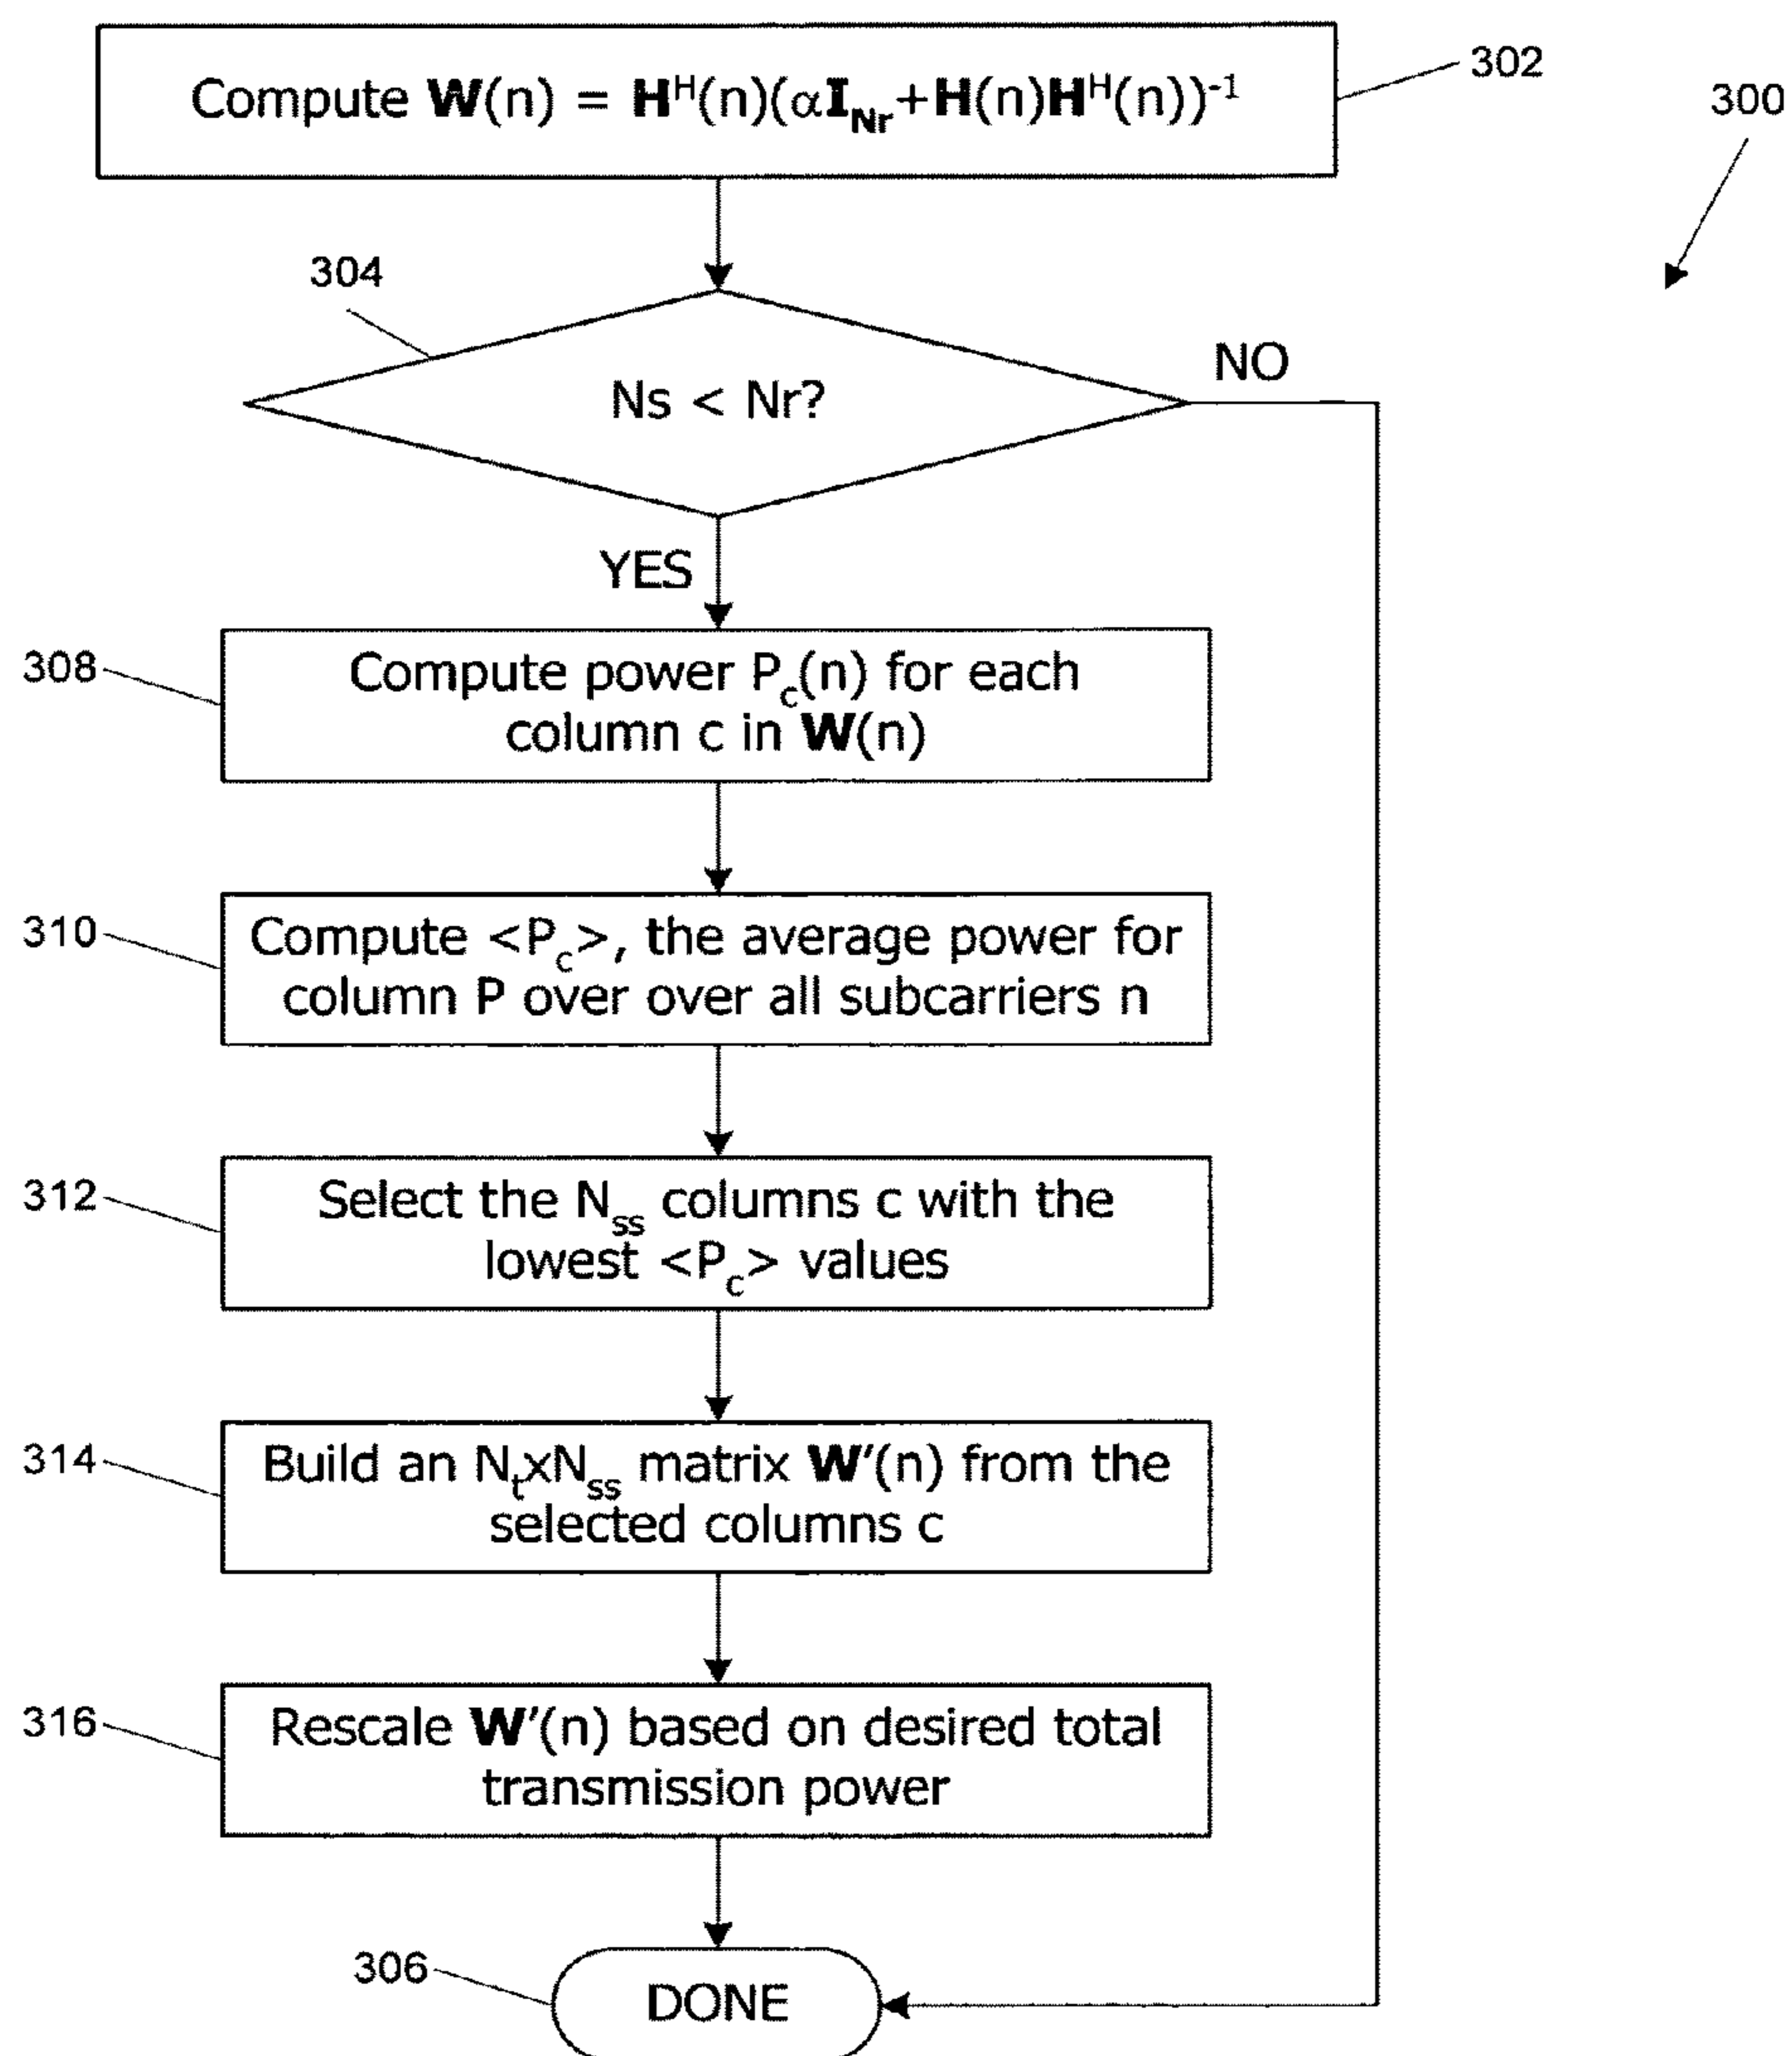 Compute W(n) = Hᴴ(n)(αI_Nr+H(n)Hᴴ(n))⁻¹
302
300
304
Ns < Nr?
NO
YES
308
Compute power P_c(n) for each
column c in W(n)
310
Compute <P_c>, the average power for
column P over over all subcarriers n
312
Select the N_ss columns c with the
lowest <P_c> values
314
Build an N_txN_ss matrix W'(n) from the
selected columns c
316
Rescale W'(n) based on desired total
transmission power
306
DONE